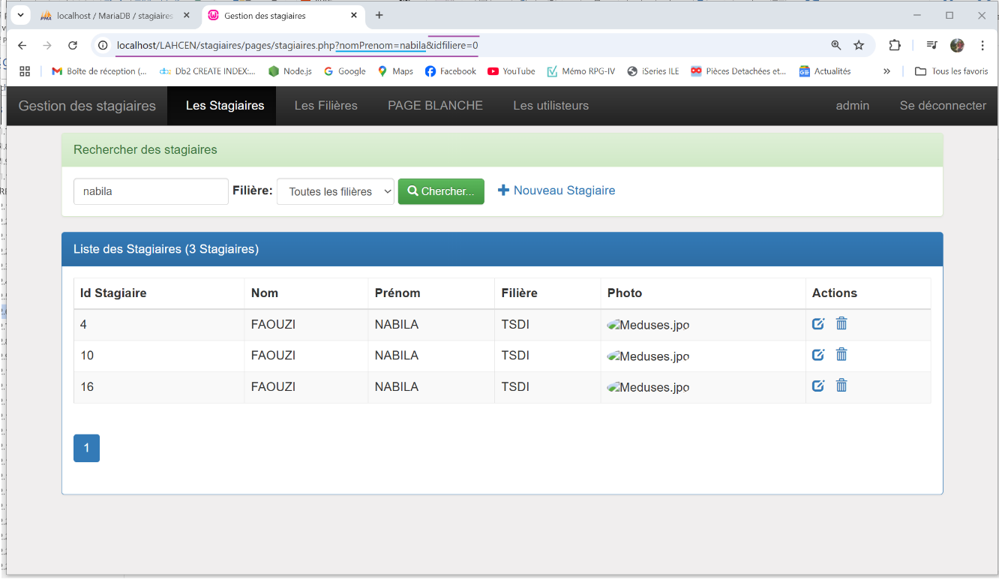 localhost / MariaDB / stagiaires
Gestion des stagiaires
localhost/LAHCEN/stagiaires/pages/stagiaires.php?nomPrenom=nabila&idfiliere=0
Boîte de réception (... Db2 CREATE INDEX:... Node.js Google Maps Facebook YouTube Mémo RPG-IV iSeries ILE Pièces Detachées et... Actualités » Tous les favoris
Gestion des stagiaires Les Stagiaires Les Filières PAGE BLANCHE Les utilisteurs admin Se déconnecter
Rechercher des stagiaires
nabila Filière: Toutes les filières Chercher... Nouveau Stagiaire
Liste des Stagiaires (3 Stagiaires)
Id Stagiaire Nom Prénom Filière Photo Actions
4 FAOUZI NABILA TSDI Meduses.jpg
10 FAOUZI NABILA TSDI Meduses.jpg
16 FAOUZI NABILA TSDI Meduses.jpg
1